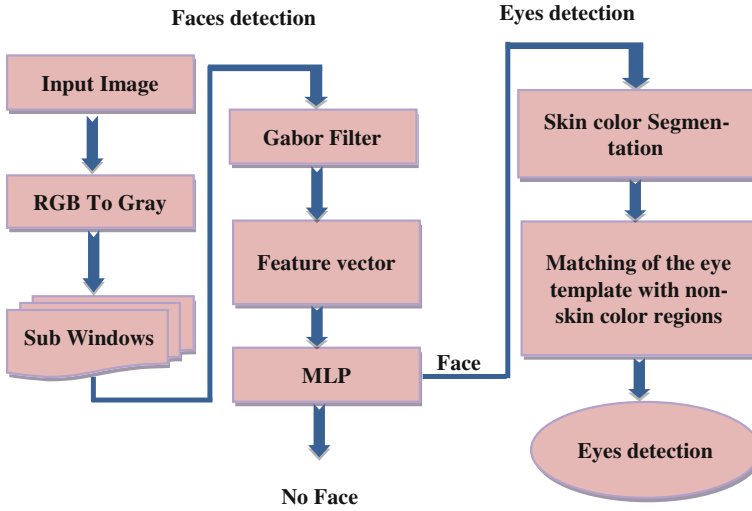 Faces detection
Eyes detection
Input Image
RGB To Gray
Sub Windows
Gabor Filter
Feature vector
MLP
Face
No Face
Skin color Segmen-
tation
Matching of the eye
template with non-
skin color regions
Eyes detection